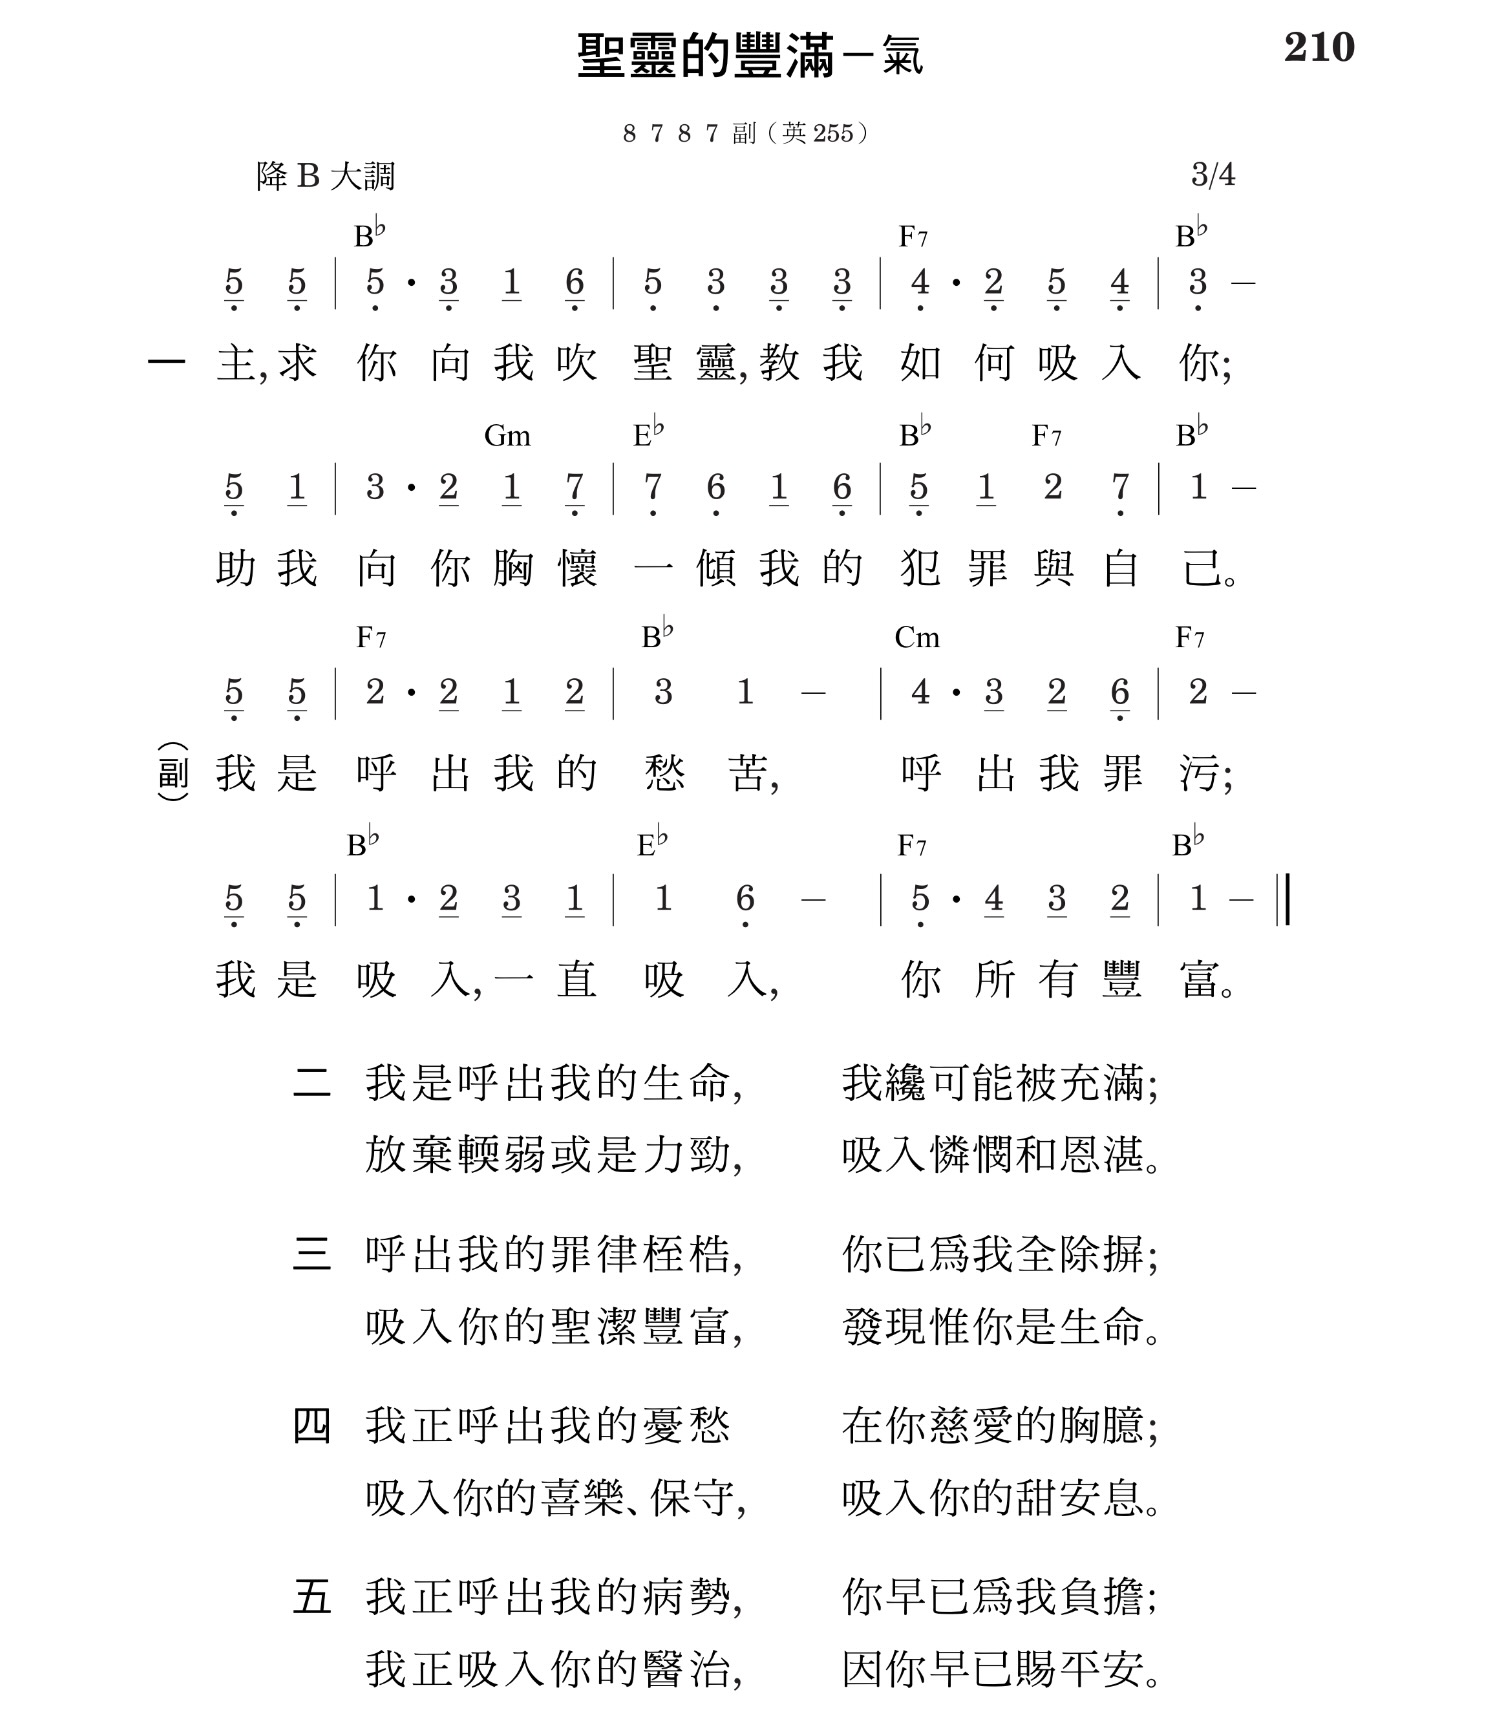 聖靈的豐滿－氣
210
8 7 8 7 副（英255）
降 B 大調 3/4
B♭ F7 B♭
5 5 | 5 · 3 1 6 | 5 3 3 3 | 4 · 2 5 4 | 3 －
一 主,求 你 向 我 吹 聖 靈,教 我 如 何 吸 入 你;
Gm E♭ B♭ F7 B♭
5 1 | 3 · 2 1 7 | 7 6 1 6 | 5 1 2 7 | 1 －
助 我 向 你 胸 懷 一 傾 我 的 犯 罪 與 自 己。
F7 B♭ Cm F7
5 5 | 2 · 2 1 2 | 3 1 － | 4 · 3 2 6 | 2 －
（副） 我 是 呼 出 我 的 愁 苦, 呼 出 我 罪 污;
B♭ E♭ F7 B♭
5 5 | 1 · 2 3 1 | 1 6 － | 5 · 4 3 2 | 1 － ‖
我 是 吸 入,一 直 吸 入, 你 所 有 豐 富。
二 我是呼出我的生命, 我纔可能被充滿;
放棄輭弱或是力勁, 吸入憐憫和恩湛。
三 呼出我的罪律桎梏, 你已爲我全除摒;
吸入你的聖潔豐富, 發現惟你是生命。
四 我正呼出我的憂愁 在你慈愛的胸臆;
吸入你的喜樂、保守, 吸入你的甜安息。
五 我正呼出我的病勢, 你早已爲我負擔;
我正吸入你的醫治, 因你早已賜平安。